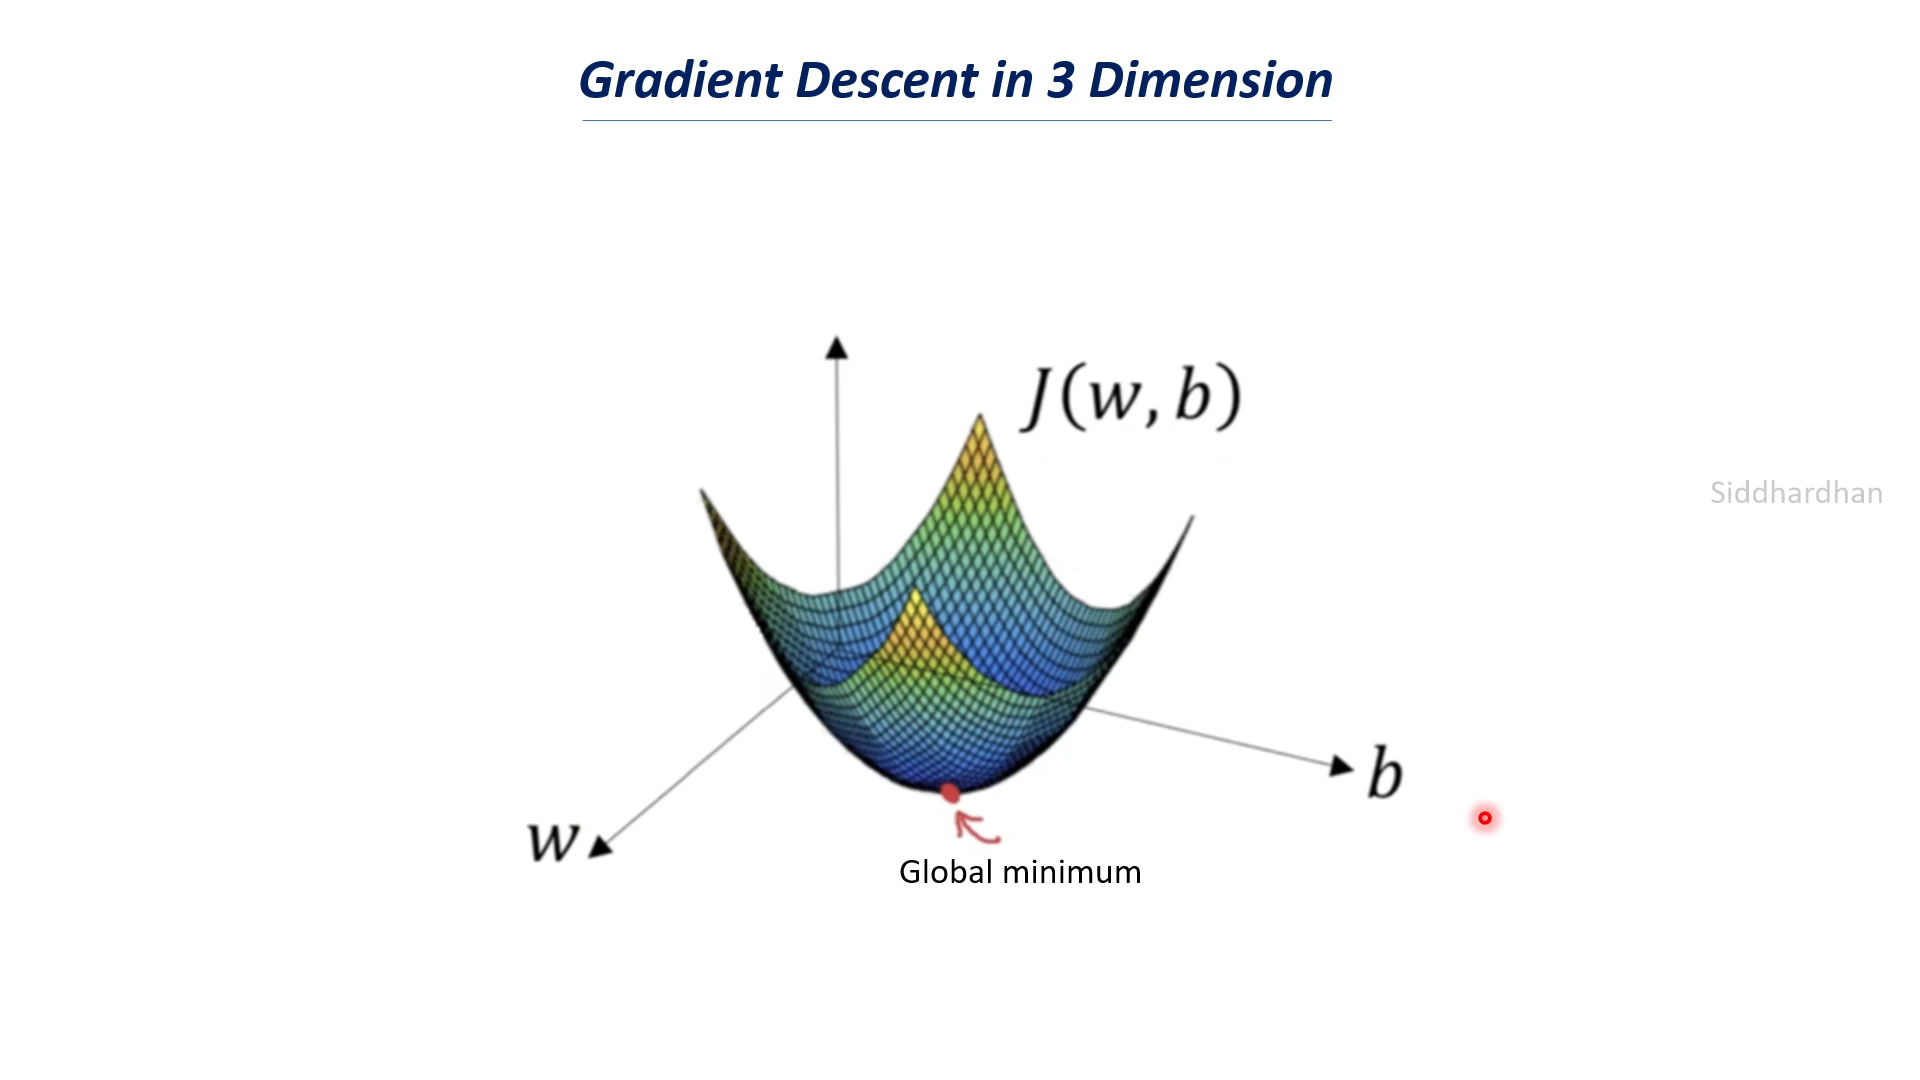 Gradient Descent in 3 Dimension
J(w, b)
Siddhardhan
b
w
Global minimum